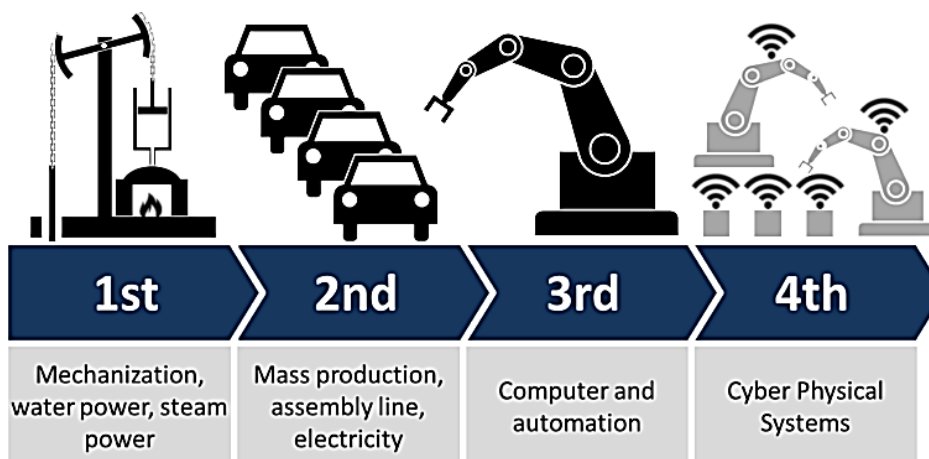 1st
2nd
3rd
4th
Mechanization,
water power, steam
power
Mass production,
assembly line,
electricity
Computer and
automation
Cyber Physical
Systems